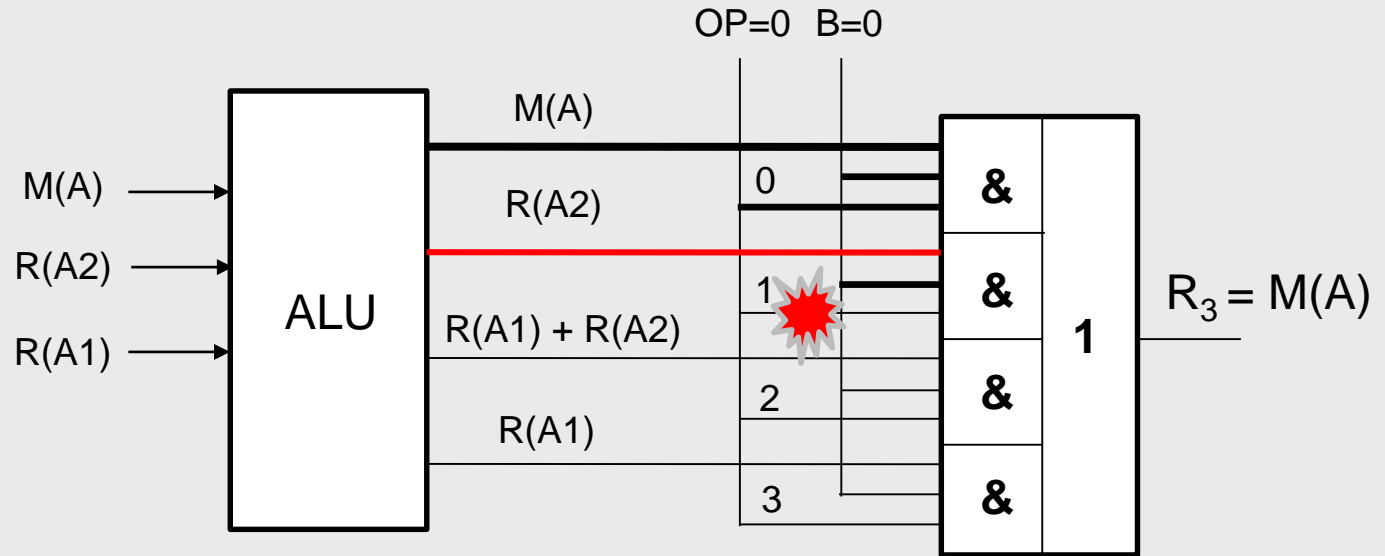 OP=0 B=0
M(A)
M(A)
0
&
R(A2)
R(A2)
ALU
1
&
R(A1) + R(A2)
R(A1)
1
R₃ = M(A)
2
&
R(A1)
3
&